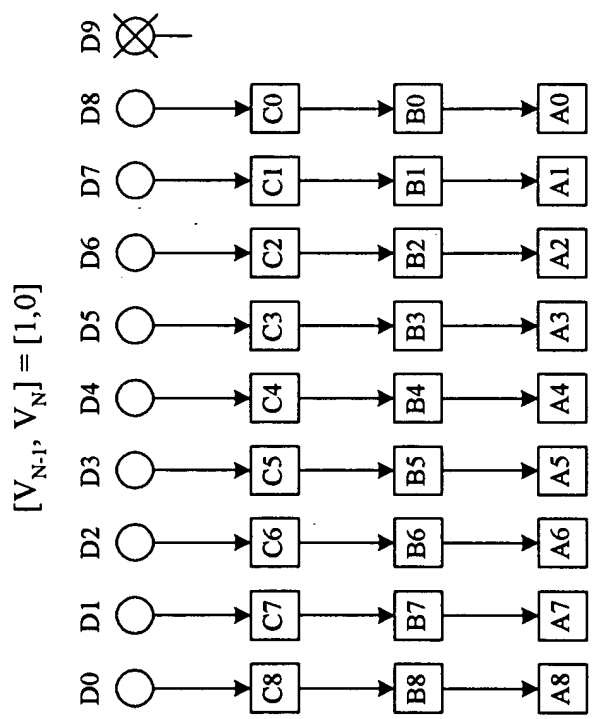 [V_{N-1}, V_N] = [1,0]
D0 D1 D2 D3 D4 D5 D6 D7 D8 D9
C8 C7 C6 C5 C4 C3 C2 C1 C0
B8 B7 B6 B5 B4 B3 B2 B1 B0
A8 A7 A6 A5 A4 A3 A2 A1 A0